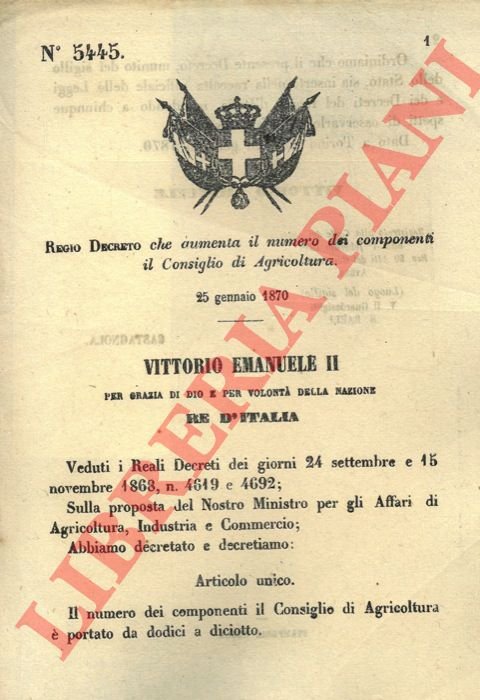 N° 5445.
1
REGIO DECRETO che aumenta il numero dei componenti
il Consiglio di Agricoltura.
25 gennaio 1870
VITTORIO EMANUELE II
PER GRAZIA DI DIO E PER VOLONTÀ DELLA NAZIONE
RE D'ITALIA
Veduti i Reali Decreti dei giorni 24 settembre e 15
novembre 1868, n. 4619 e 4692;
Sulla proposta del Nostro Ministro per gli Affari di
Agricoltura, Industria e Commercio;
Abbiamo decretato e decretiamo:
Articolo unico.
Il numero dei componenti il Consiglio di Agricoltura
è portato da dodici a diciotto.
LIBRERIA PIANI